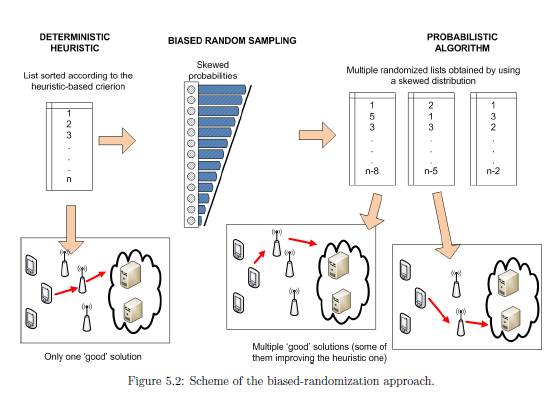 DETERMINISTIC
HEURISTIC
BIASED RANDOM SAMPLING
PROBABILISTIC
ALGORITHM
List sorted according to the
heuristic-based crierion
Skewed
probabilities
Multiple randomized lists obtained by using
a skewed distribution
1
2
3
.
.
.
n
1
5
3
.
.
.
n-8
2
1
3
.
.
.
n-5
1
3
2
.
.
.
n-2
Only one 'good' solution
Multiple 'good' solutions (some of
them improving the heuristic one)
Figure 5.2: Scheme of the biased-randomization approach.